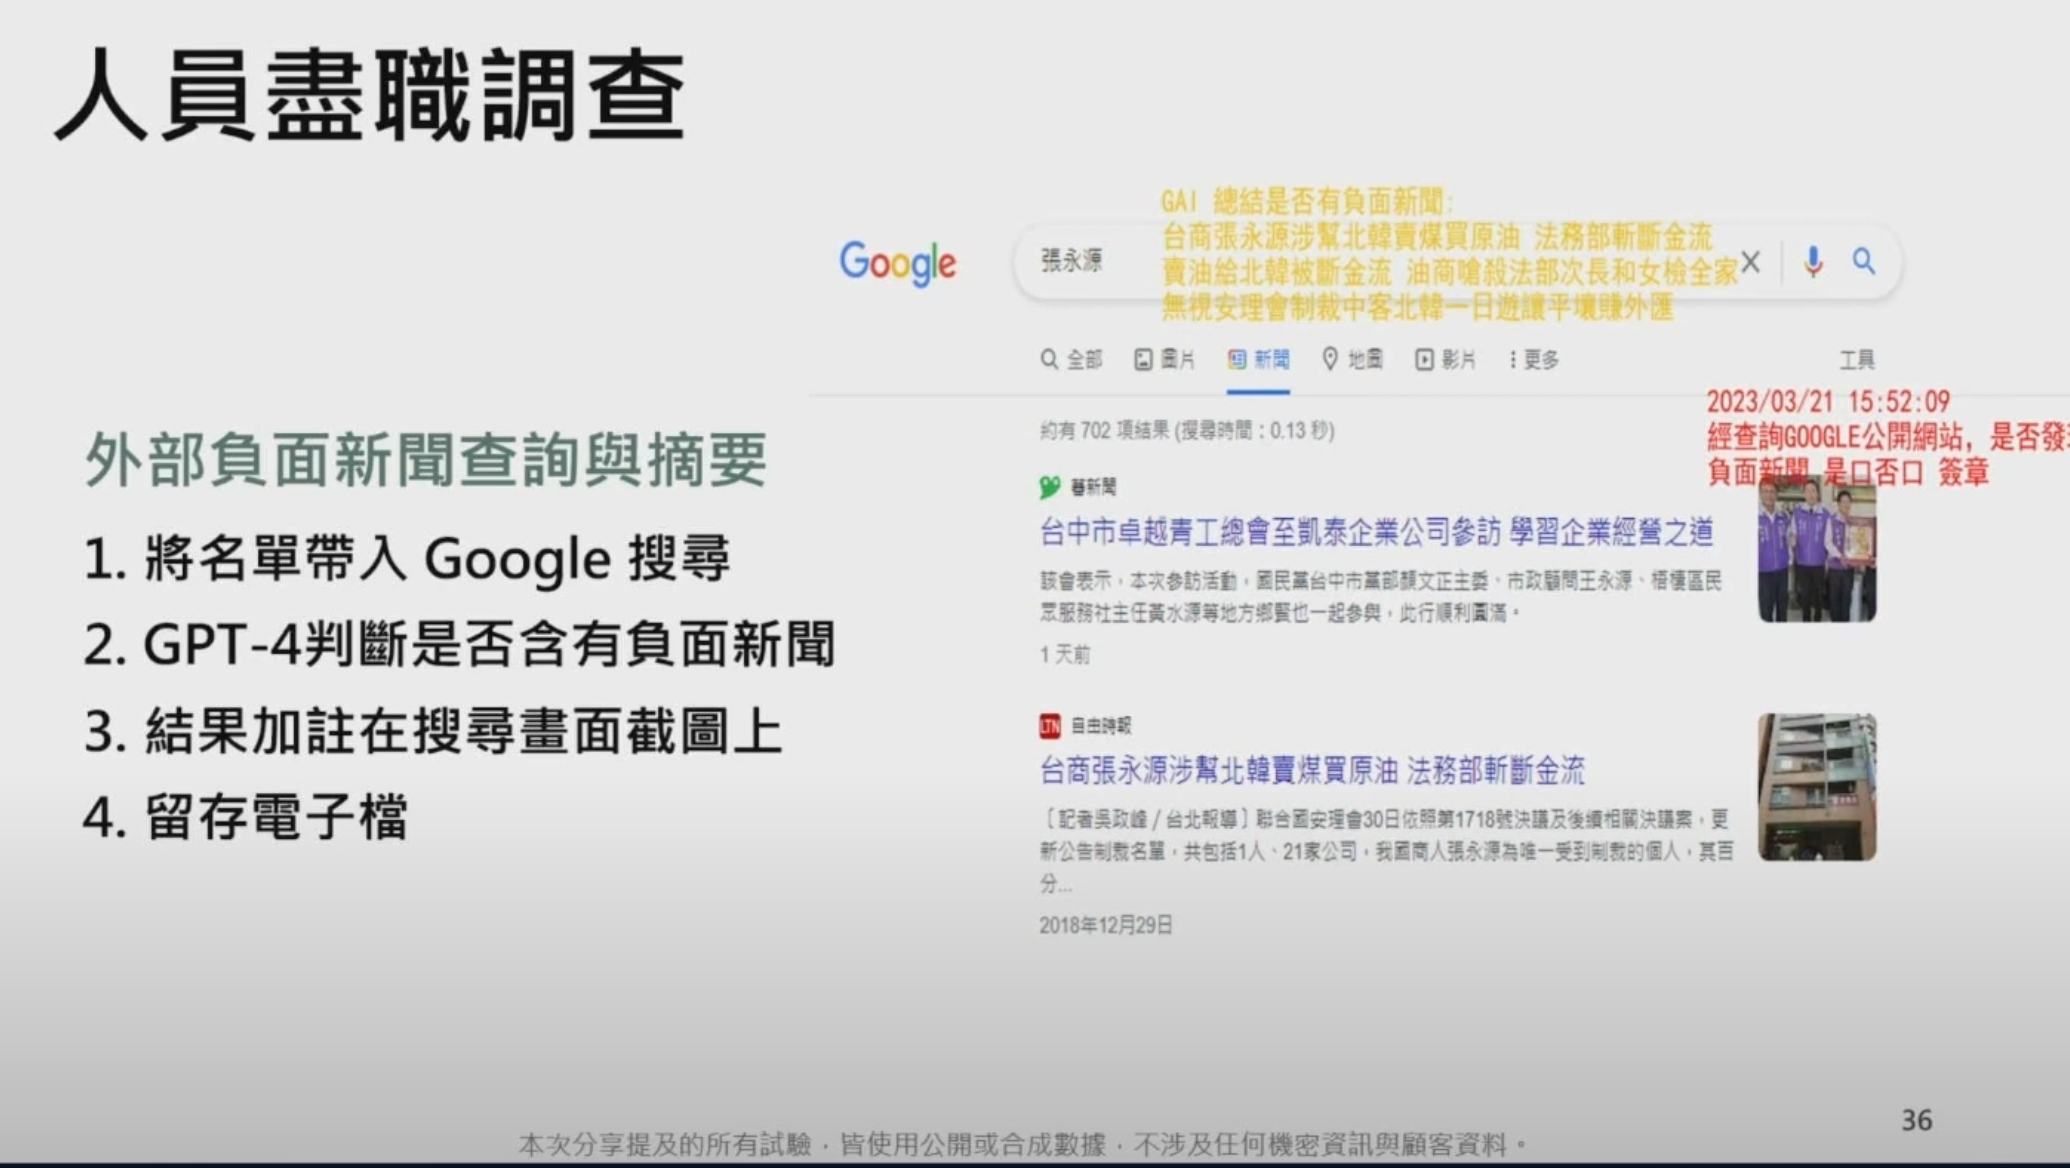 人員盡職調查
外部負面新聞查詢與摘要
1. 將名單帶入 Google 搜尋
2. GPT-4判斷是否含有負面新聞
3. 結果加註在搜尋畫面截圖上
4. 留存電子檔
GAI 總結是否有負面新聞:
台商張永源涉幫北韓賣煤買原油 法務部斬斷金流
賣油給北韓被斷金流 油商嗆殺法部次長和女檢全家
無視安理會制裁中客北韓一日遊讓平壤賺外匯
Google
張永源
全部 圖片 新聞 地圖 影片 更多 工具
2023/03/21 15:52:09
經查詢GOOGLE公開網站, 是否發
負面新聞 是口否口 簽章
約有 702 項結果 (搜尋時間：0.13 秒)
蕃新聞
台中市卓越青工總會至凱泰企業公司參訪 學習企業經營之道
該會表示，本次參訪活動，國民黨台中市黨部顏文正主委、市政顧問王永源、梧棲區民
眾服務社主任黃水源等地方鄉賢也一起參與，此行順利圓滿。
1 天前
LTN 自由時報
台商張永源涉幫北韓賣煤買原油 法務部斬斷金流
〔記者吳政峰／台北報導〕聯合國安理會30日依照第1718號決議及後續相關決議案，更
新公告制裁名單，共包括1人、21家公司，我國商人張永源為唯一受到制裁的個人，其百
分...
2018年12月29日
36
本次分享提及的所有試驗，皆使用公開或合成數據，不涉及任何機密資訊與顧客資料。